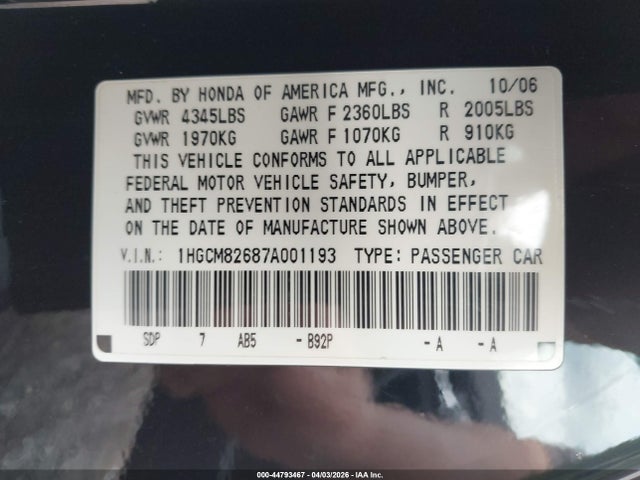 MFD. BY HONDA OF AMERICA MFG., INC. 10/06
GVWR 4345LBS GAWR F 2360LBS R 2005LBS
GVWR 1970KG GAWR F 1070KG R 910KG
THIS VEHICLE CONFORMS TO ALL APPLICABLE
FEDERAL MOTOR VEHICLE SAFETY, BUMPER,
AND THEFT PREVENTION STANDARDS IN EFFECT
ON THE DATE OF MANUFACTURE SHOWN ABOVE.
V.I.N.: 1HGCM82687A001193 TYPE: PASSENGER CAR
SDP 7 AB5 - B92P - A - A
000-44793467 - 04/03/2026 - IAA Inc.